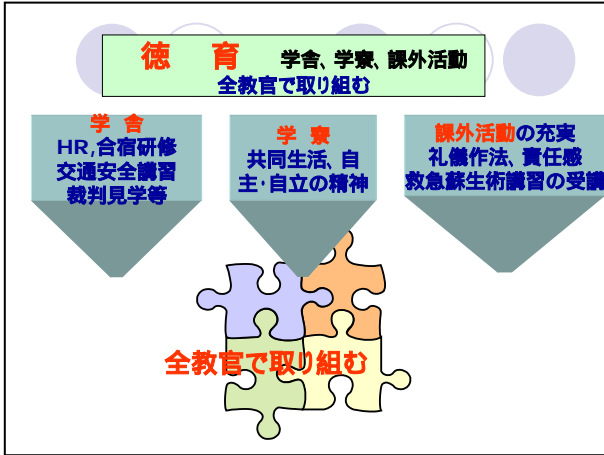 徳 育 学舎、学寮、課外活動
全教官で取り組む
学 舎
HR,合宿研修
交通安全講習
裁判見学等
学 寮
共同生活、自
主・自立の精神
課外活動の充実
礼儀作法、責任感
救急蘇生術講習の受講
全教官で取り組む